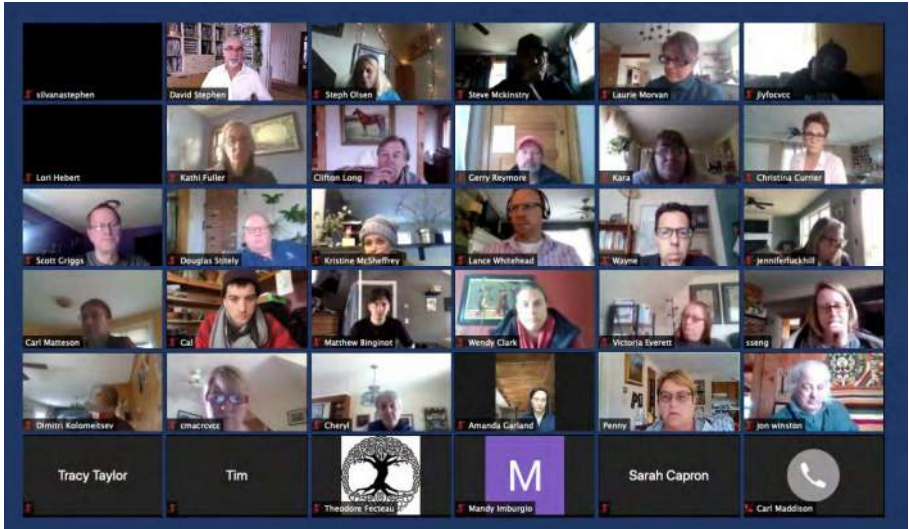 silvanastephen
David Stephen
Steph Olsen
Steve Mckinstry
Laurie Morvan
Jlyfocvcc
Lori Hebert
Kathi Fuller
Clifton Long
Gerry Reymore
Kara
Christina Currier
Scott Griggs
Douglas Stitely
Kristine McSheffrey
Lance Whitehead
Wayne
jenniferluckhill
Carl Matteson
Cal
Matthew Binginot
Wendy Clark
Victoria Everett
sseng
Dimitri Kolomeitsev
cmacrcvcc
Cheryl
Amanda Garland
Penny
jon winston
Tracy Taylor
Tim
Theodore Fecteau
M
Mandy Imburgio
Sarah Capron
Carl Maddison